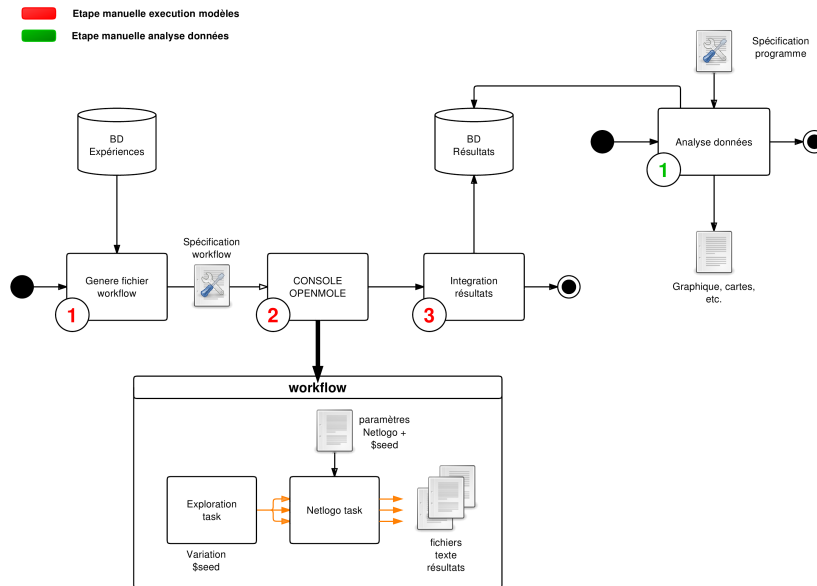 Etape manuelle execution modèles
Etape manuelle analyse données
Spécification
programme
BD
Expériences
BD
Résultats
Analyse données
1
Spécification
workflow
Genere fichier
workflow
CONSOLE
OPENMOLE
Integration
résultats
Graphique, cartes,
etc.
1
2
3
workflow
paramètres
Netlogo +
$seed
Exploration
task
Netlogo task
Variation
$seed
fichiers
texte
résultats